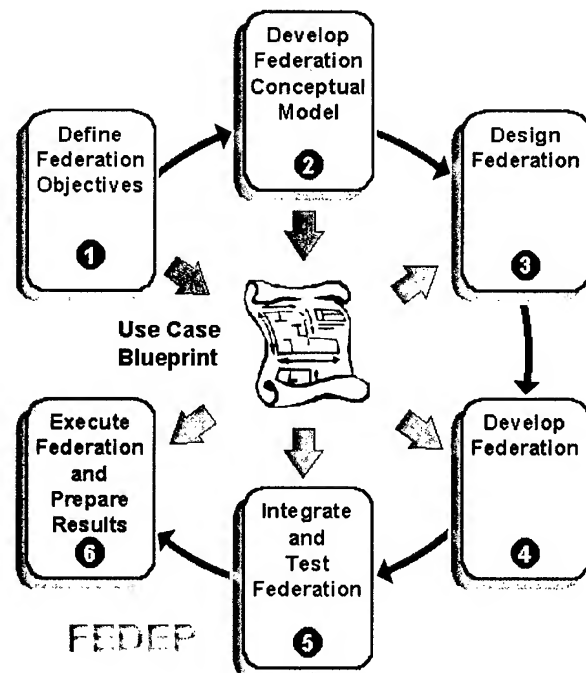 Define
Federation
Objectives
1
Develop
Federation
Conceptual
Model
2
Design
Federation
3
Use Case
Blueprint
Develop
Federation
4
Integrate
and
Test
Federation
5
Execute
Federation
and
Prepare
Results
6
FEDEP